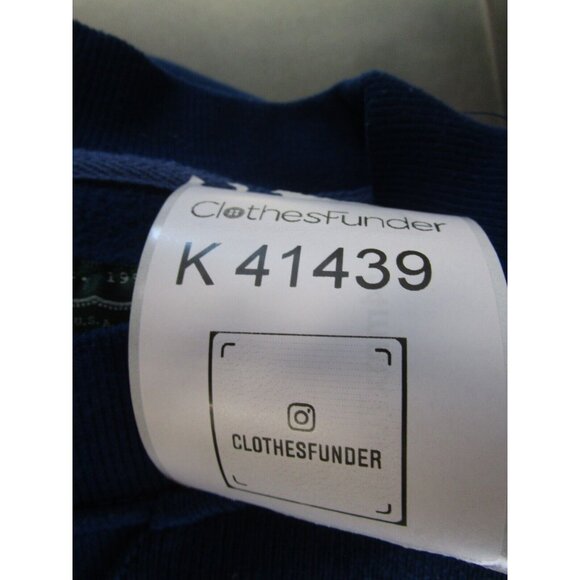 ClothesFunder
K 41439
CLOTHESFUNDER
U.S.A